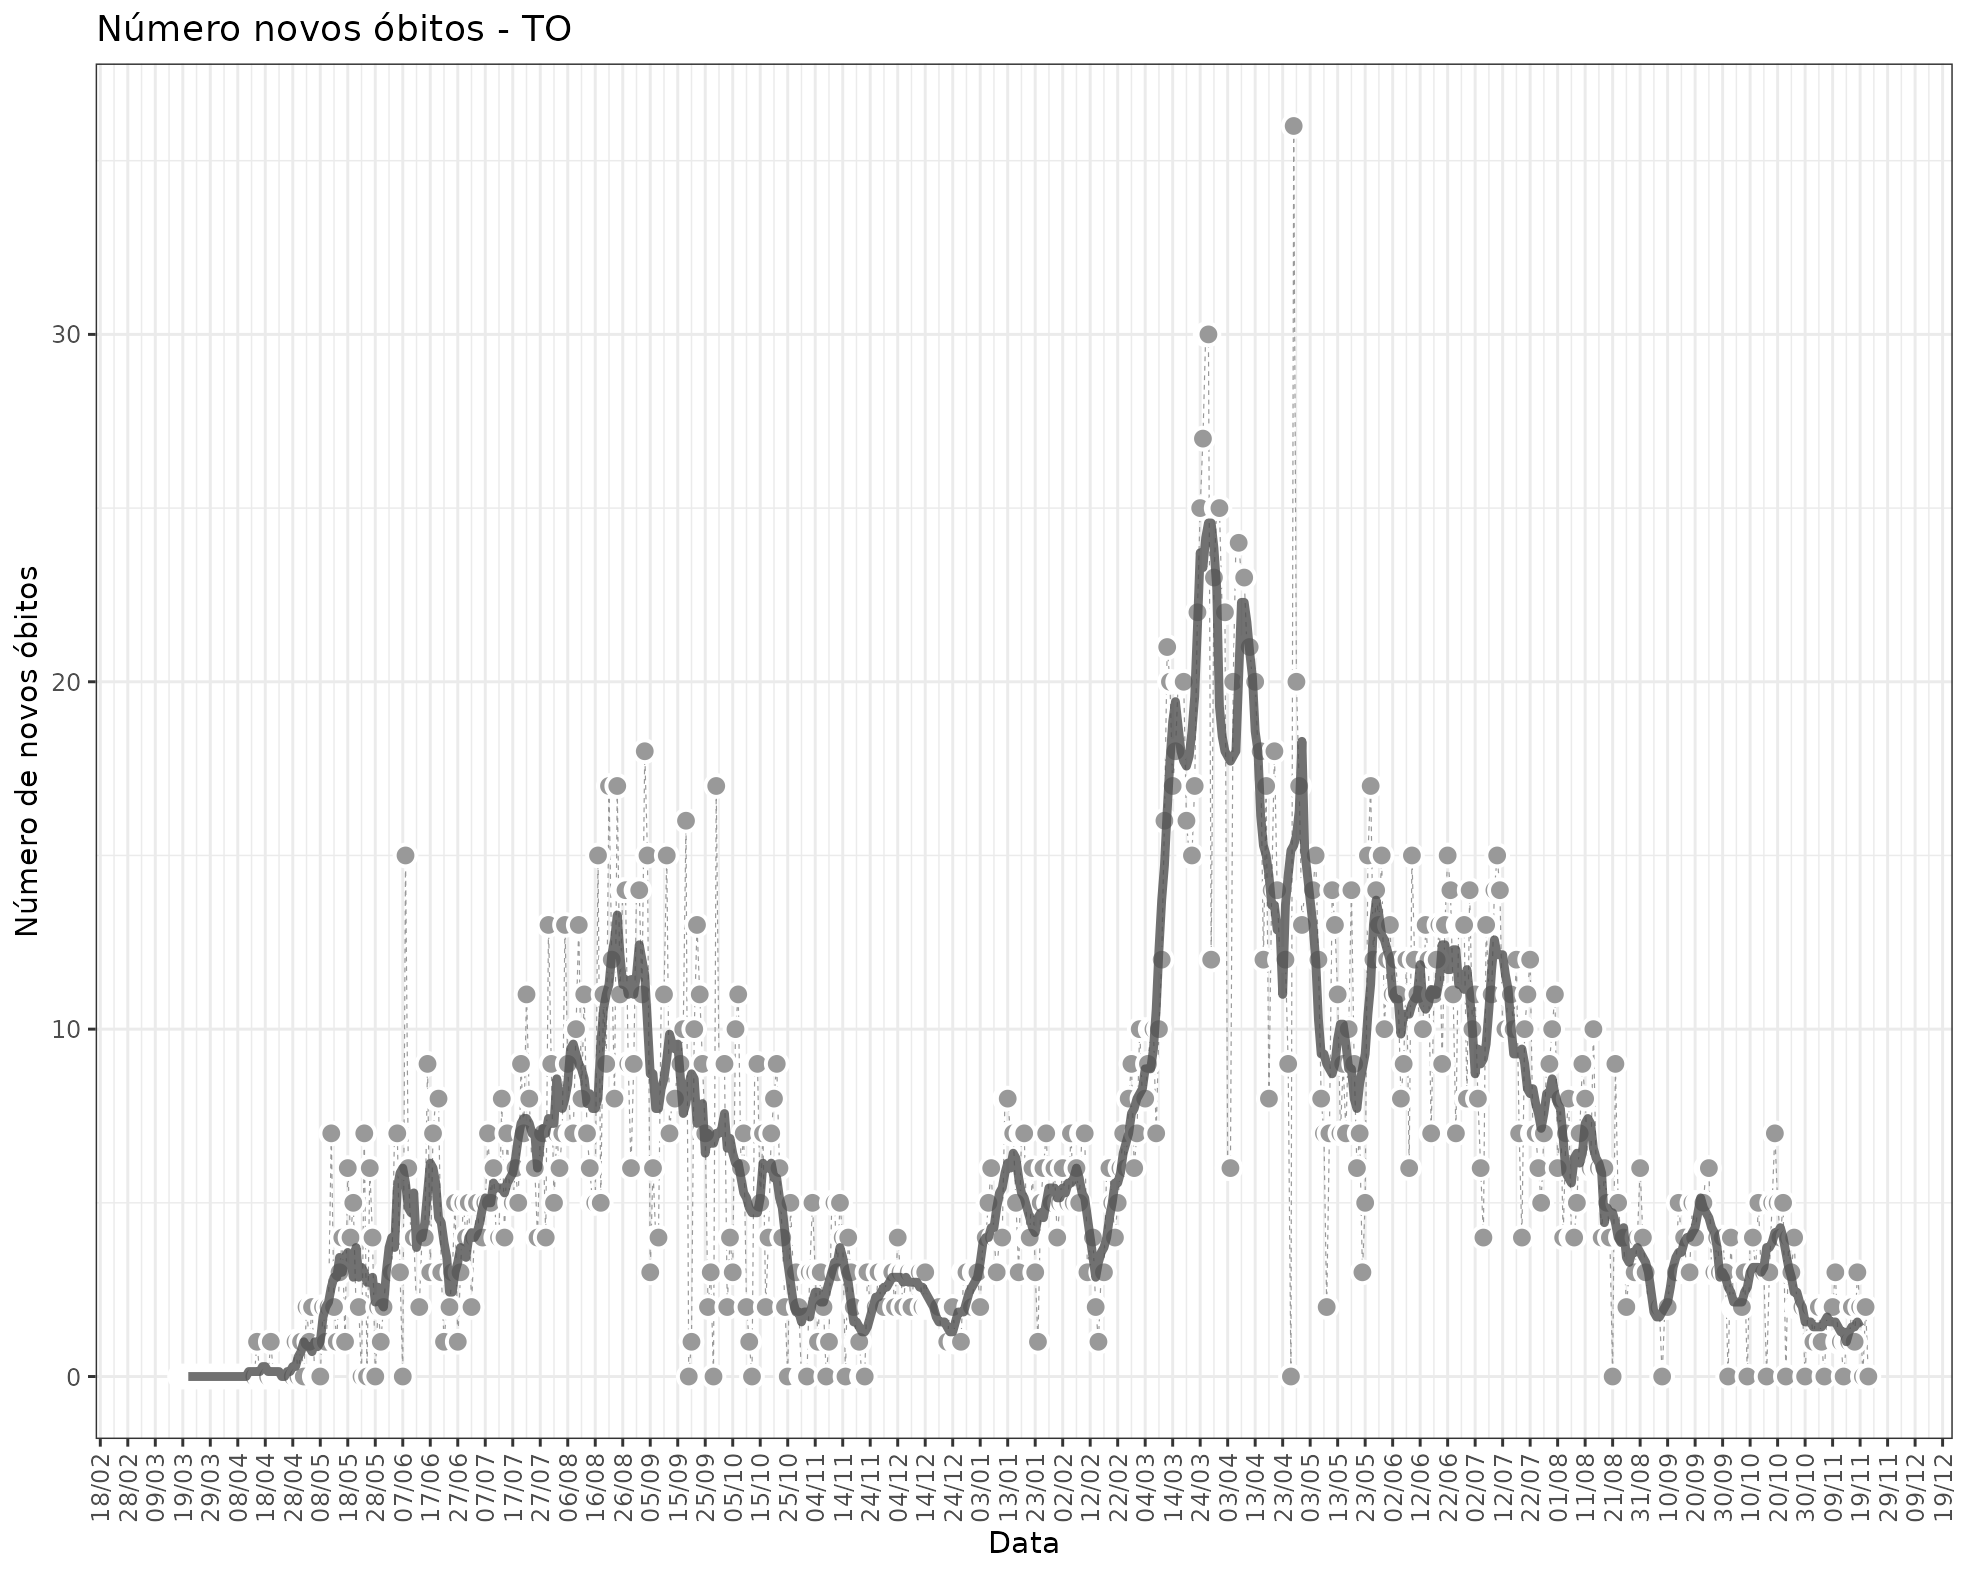 Número novos óbitos - TO
Número de novos óbitos
30
20
10
0
18/02 28/02 09/03 19/03 29/03 08/04 18/04 28/04 08/05 18/05 28/05 07/06 17/06 27/06 07/07 17/07 27/07 06/08 16/08 26/08 05/09 15/09 25/09 05/10 15/10 25/10 04/11 14/11 24/11 04/12 14/12 24/12 03/01 13/01 23/01 02/02 12/02 22/02 04/03 14/03 24/03 03/04 13/04 23/04 03/05 13/05 23/05 02/06 12/06 22/06 02/07 12/07 22/07 01/08 11/08 21/08 31/08 10/09 20/09 30/09 10/10 20/10 30/10 09/11 19/11 29/11 09/12 19/12
Data